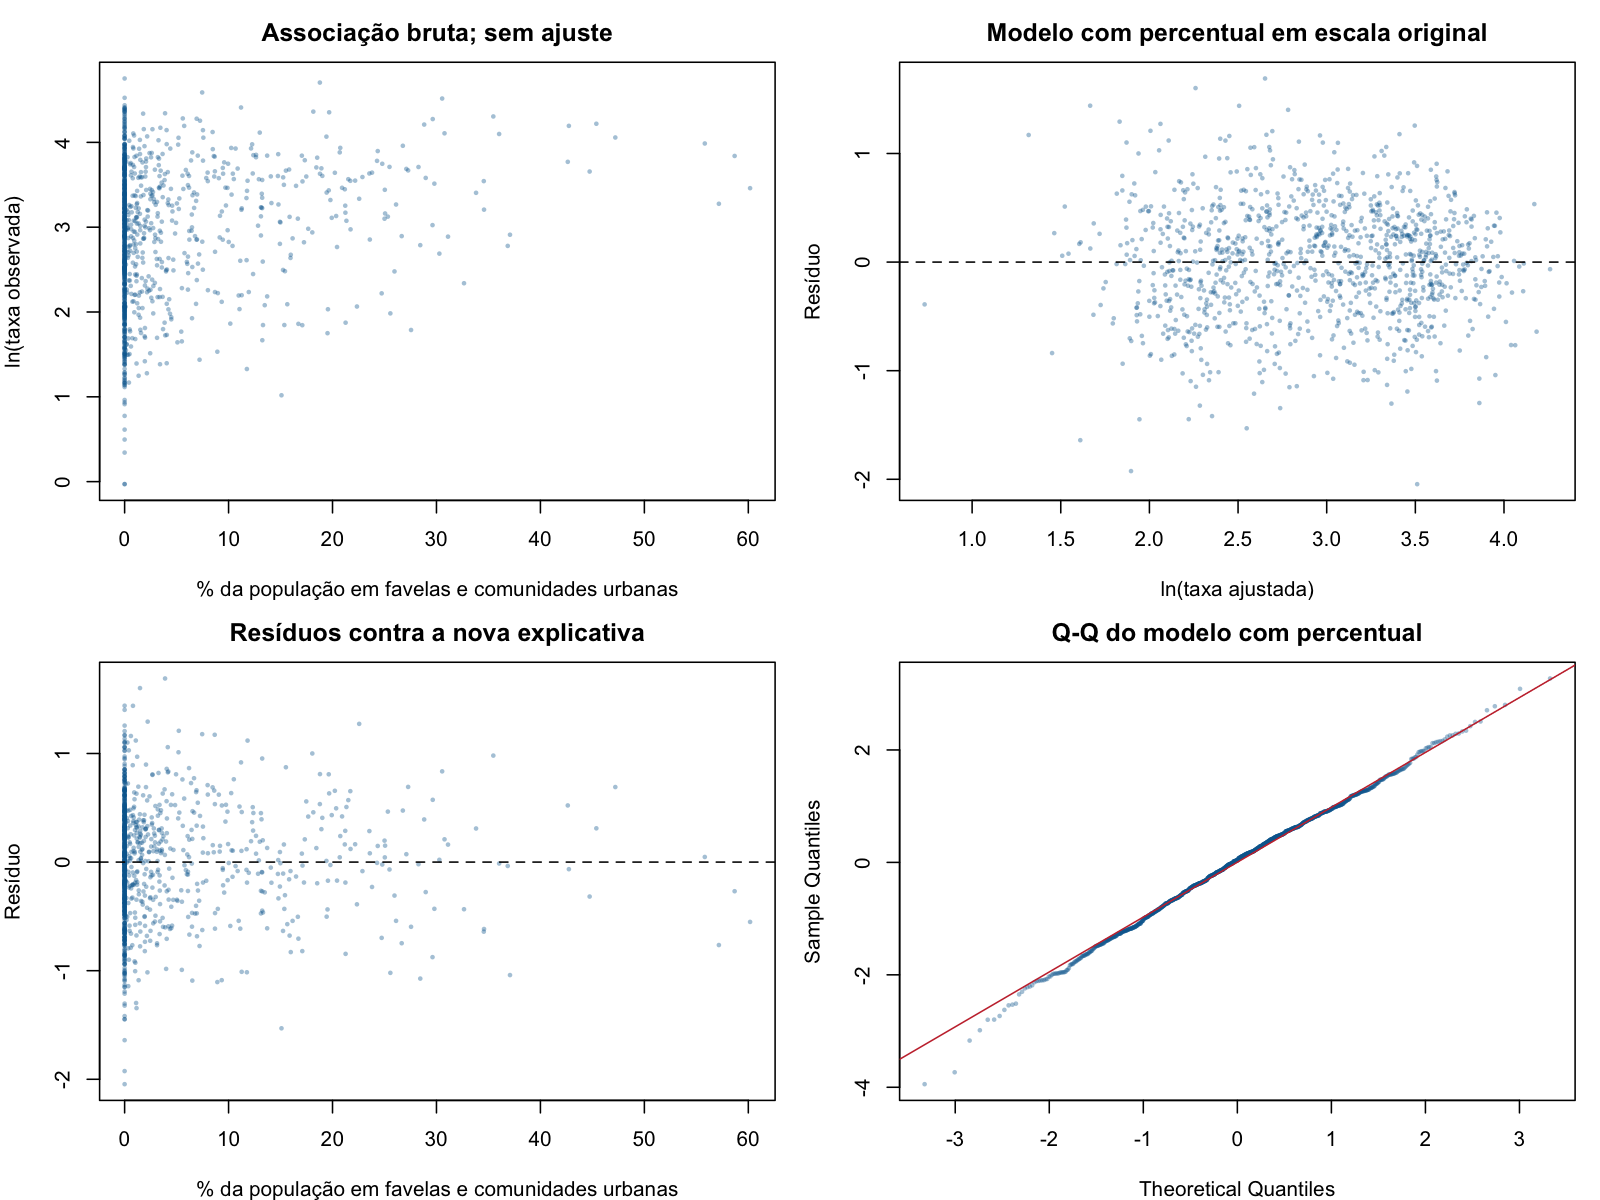 Associação bruta; sem ajuste
ln(taxa observada)
4
3
2
1
0
0 10 20 30 40 50 60
% da população em favelas e comunidades urbanas
Modelo com percentual em escala original
Resíduo
1
0
-1
-2
1.0 1.5 2.0 2.5 3.0 3.5 4.0
ln(taxa ajustada)
Resíduos contra a nova explicativa
Resíduo
1
0
-1
-2
0 10 20 30 40 50 60
% da população em favelas e comunidades urbanas
Q-Q do modelo com percentual
Sample Quantiles
2
0
-2
-4
-3 -2 -1 0 1 2 3
Theoretical Quantiles